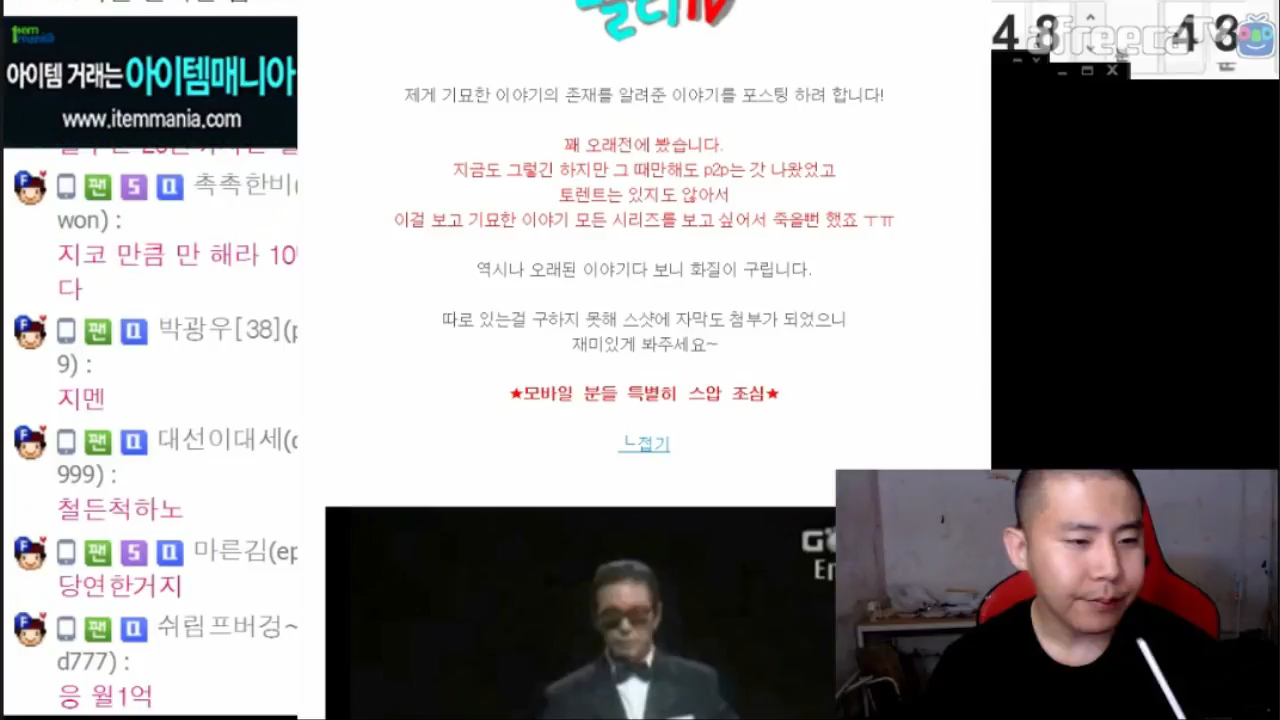 아이템 거래는 아이템매니아
www.itemmania.com
촉촉한비(
won) :
지코 만큼 만 해라 10
다
박광우[38](p
9) :
지멘
대선이대세(c
999) :
철든척하노
마른김(ep
당연한거지
쉬림프버겅~
d777) :
응 월1억
제게 기묘한 이야기의 존재를 알려준 이야기를 포스팅 하려 합니다!
꽤 오래전에 봤습니다.
지금도 그렇긴 하지만 그 때만해도 p2p는 갓 나왔었고
토렌트는 있지도 않아서
이걸 보고 기묘한 이야기 모든 시리즈를 보고 싶어서 죽을뻔 했죠 ㅜㅠ
역시나 오래된 이야기다 보니 화질이 구립니다.
따로 있는걸 구하지 못해 스샷에 자막도 첨부가 되었으니
재미있게 봐주세요~
★모바일 분들 특별히 스압 조심★
ㄴ접기
48 48
afreecaTV